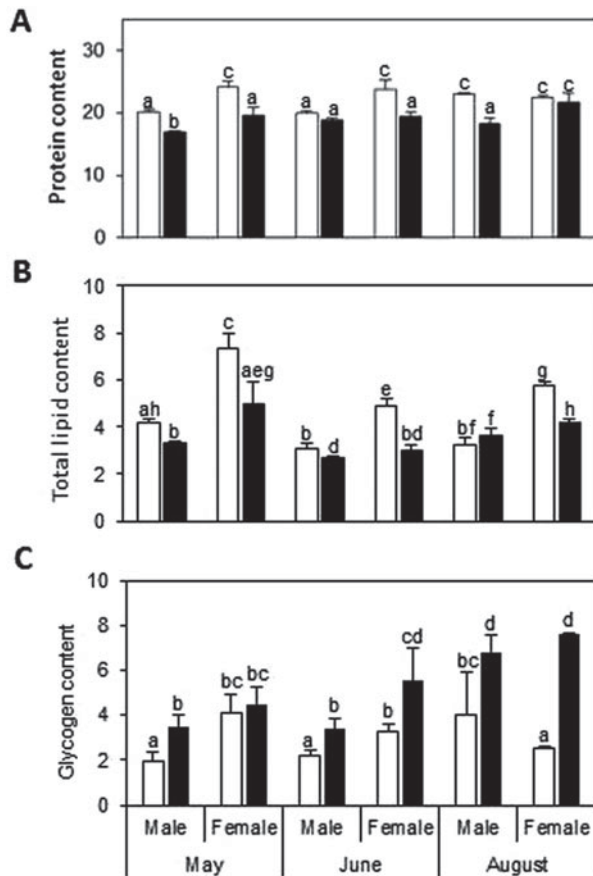 A
Protein content
30
20
10
0
a b c a a a c a c a c c
B
Total lipid content
10
8
6
4
2
0
ah b c aeg b d e bd bf f g h
C
Glycogen content
10
8
6
4
2
0
a b bc bc a b b cd bc d a d
Male Female Male Female Male Female
May June August